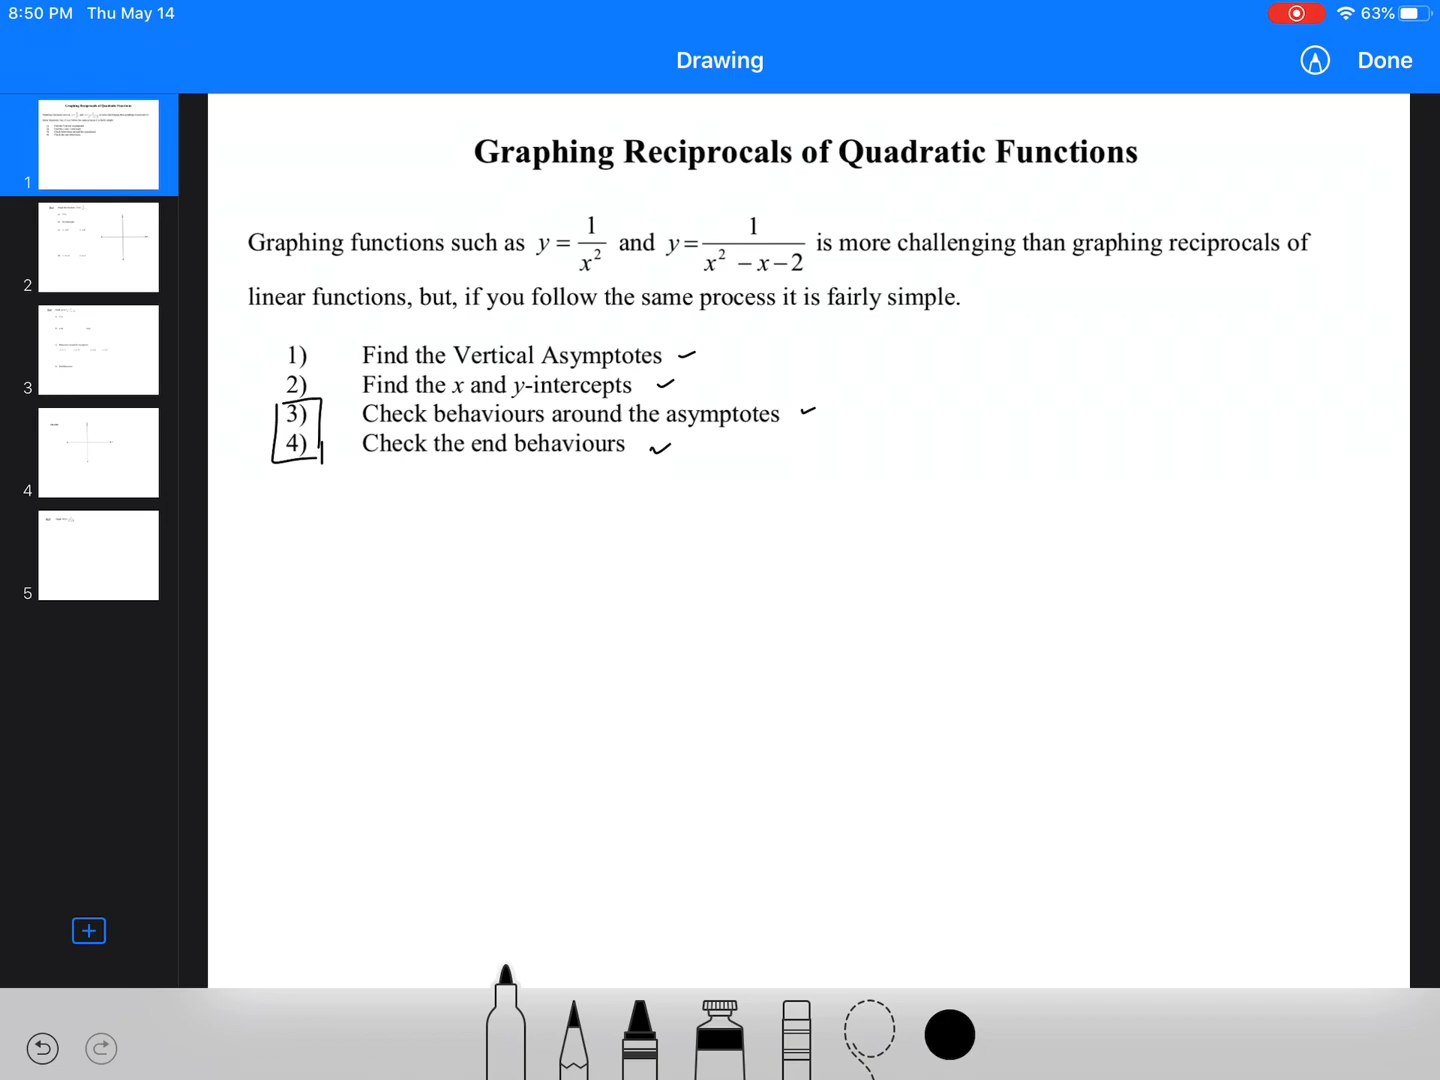 8:50 PM Thu May 14
63%
Drawing
Done
1
2
3
4
5
Graphing Reciprocals of Quadratic Functions
Graphing functions such as y = 1/x² and y = 1/(x² − x − 2) is more challenging than graphing reciprocals of
linear functions, but, if you follow the same process it is fairly simple.
1) Find the Vertical Asymptotes
2) Find the x and y-intercepts
3) Check behaviours around the asymptotes
4) Check the end behaviours